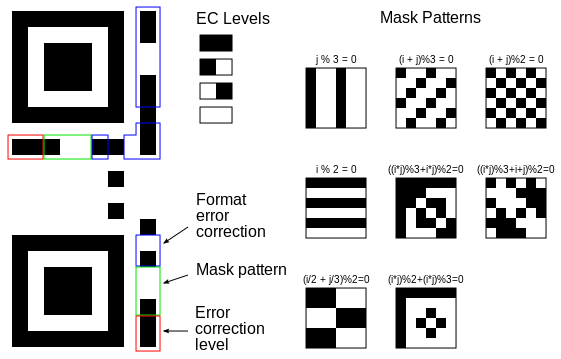 EC Levels
Mask Patterns
j % 3 = 0
(i + j)%3 = 0
(i + j)%2 = 0
i % 2 = 0
((i*j)%3+i*j)%2=0
((i*j)%3+i+j)%2=0
(i/2 + j/3)%2=0
(i*j)%2+(i*j)%3=0
Format
error
correction
Mask pattern
Error
correction
level